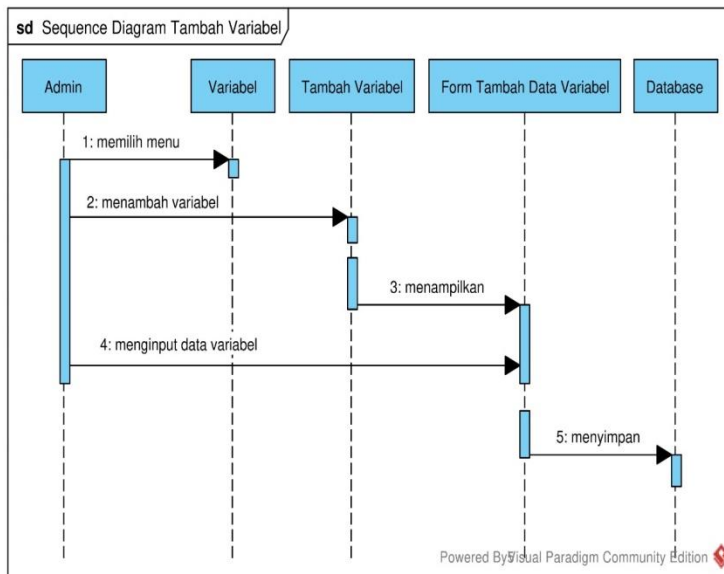 sd Sequence Diagram Tambah Variabel
Admin
Variabel
Tambah Variabel
Form Tambah Data Variabel
Database
1: memilih menu
2: menambah variabel
3: menampilkan
4: menginput data variabel
5: menyimpan
Powered By Visual Paradigm Community Edition